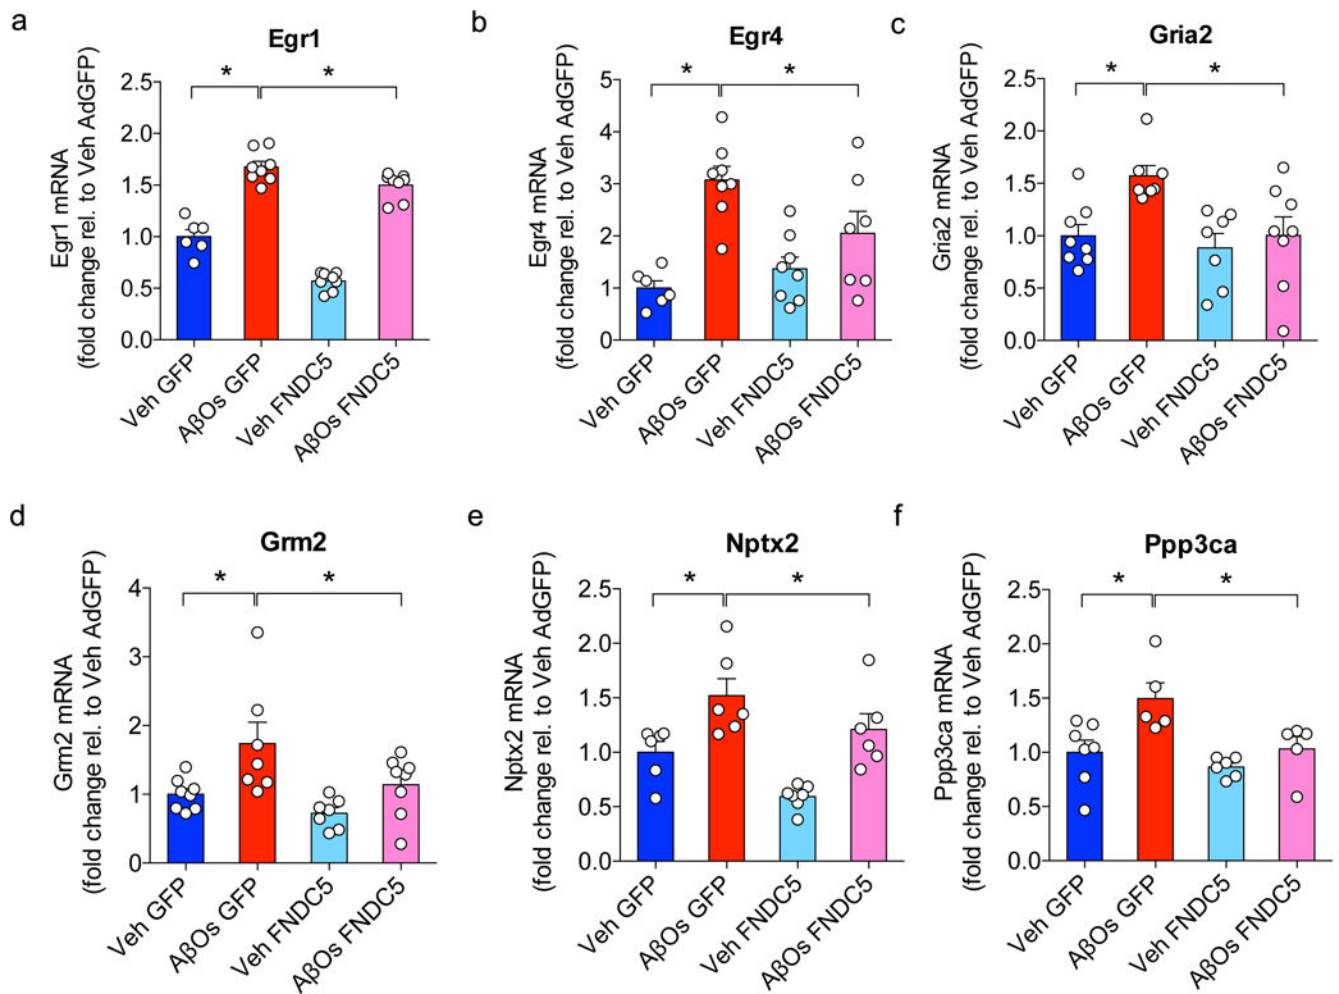 a
Egr1
Egr1 mRNA
(fold change rel. to Veh AdGFP)
* *
2.5
2.0
1.5
1.0
0.5
0.0
Veh GFP
AβOs GFP
Veh FNDC5
AβOs FNDC5
b
Egr4
Egr4 mRNA
(fold change rel. to Veh AdGFP)
* *
5
4
3
2
1
0
Veh GFP
AβOs GFP
Veh FNDC5
AβOs FNDC5
c
Gria2
Gria2 mRNA
(fold change rel. to Veh AdGFP)
* *
2.5
2.0
1.5
1.0
0.5
0.0
Veh GFP
AβOs GFP
Veh FNDC5
AβOs FNDC5
d
Grm2
Grm2 mRNA
(fold change rel. to Veh AdGFP)
* *
4
3
2
1
0
Veh GFP
AβOs GFP
Veh FNDC5
AβOs FNDC5
e
Nptx2
Nptx2 mRNA
(fold change rel. to Veh AdGFP)
* *
2.5
2.0
1.5
1.0
0.5
0.0
Veh GFP
AβOs GFP
Veh FNDC5
AβOs FNDC5
f
Ppp3ca
Ppp3ca mRNA
(fold change rel. to Veh AdGFP)
* *
2.5
2.0
1.5
1.0
0.5
0.0
Veh GFP
AβOs GFP
Veh FNDC5
AβOs FNDC5